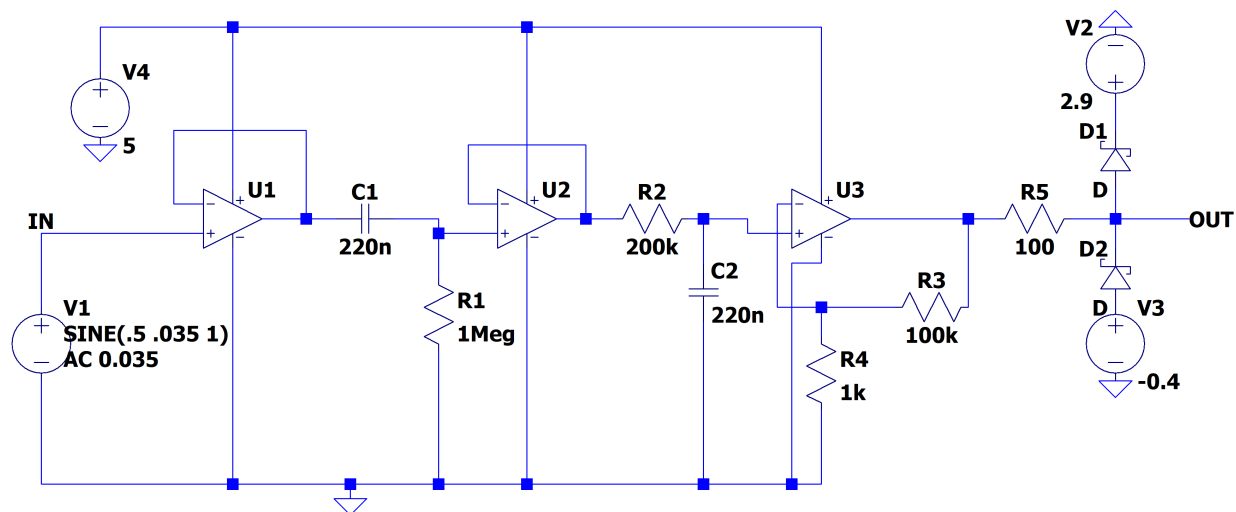 V4
5
IN
V1
SINE(.5 .035 1)
AC 0.035
U1
C1
220n
R1
1Meg
U2
R2
200k
C2
220n
U3
R3
100k
R4
1k
R5
100
V2
2.9
D1
D
OUT
D2
D
V3
-0.4